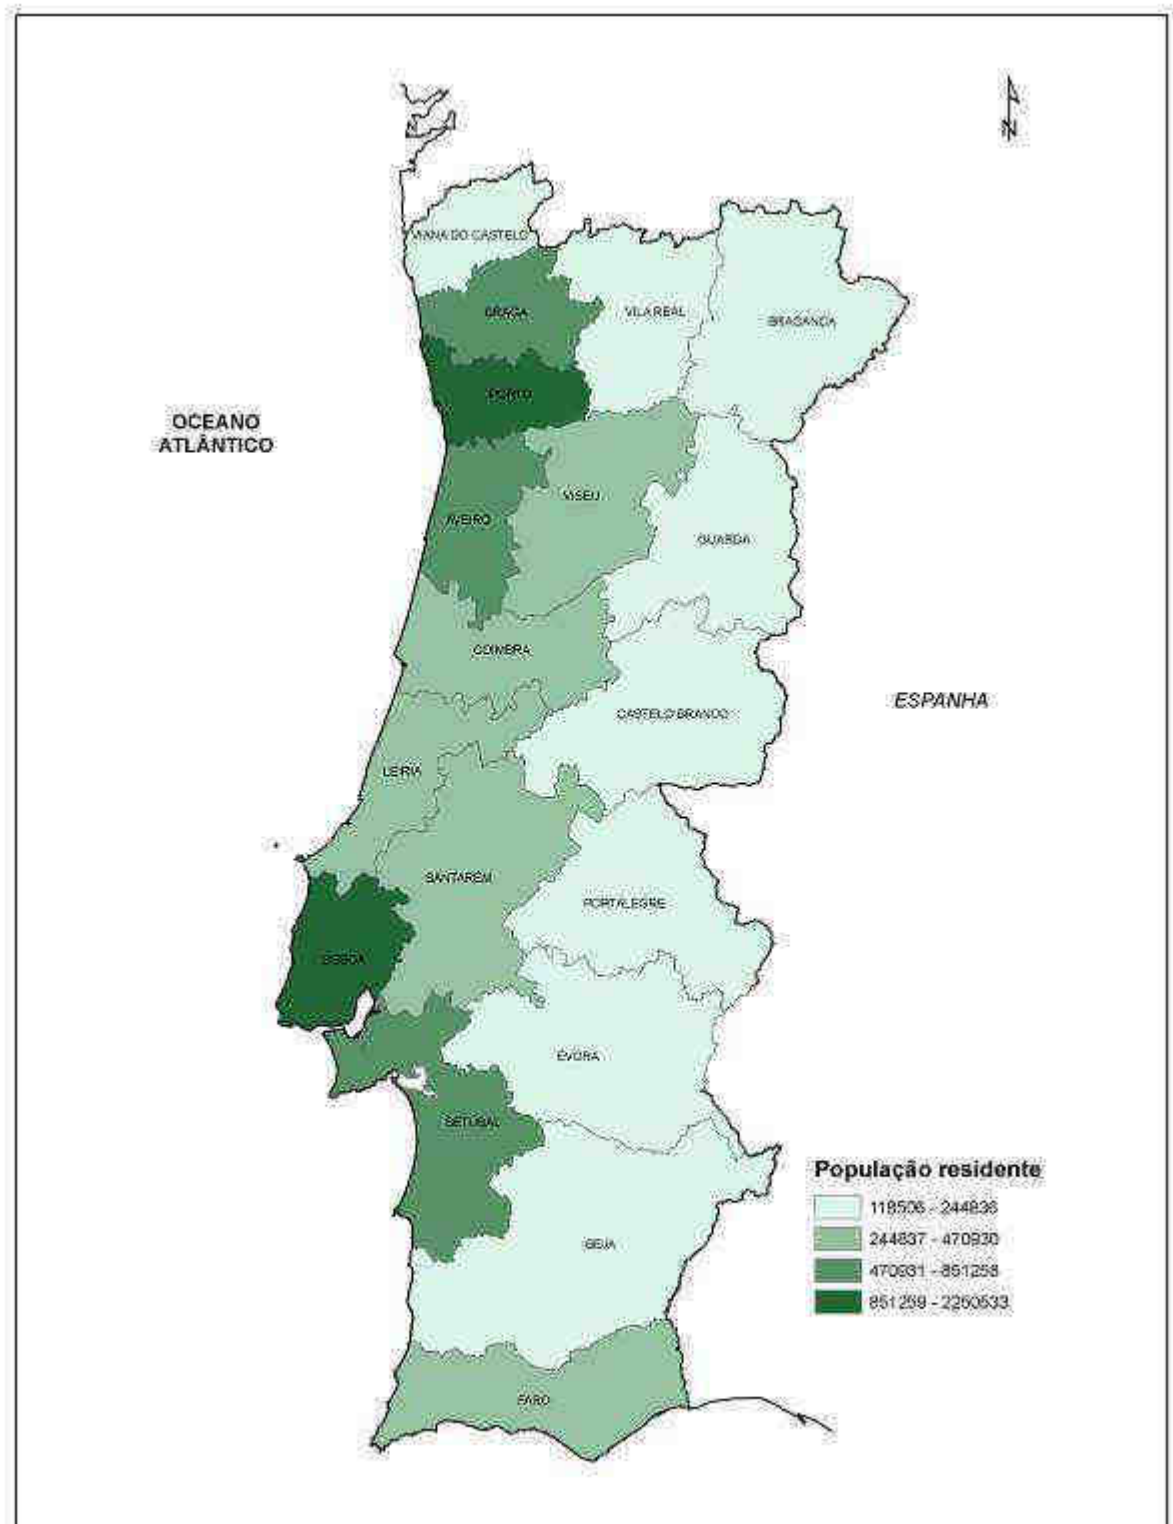 N
VIANA DO CASTELO
BRAGA
VILA REAL
BRAGANCA
PORTO
OCEANO
ATLÂNTICO
VISEU
AVEIRO
GUARDA
COIMBRA
ESPANHA
CASTELO BRANCO
LEIRIA
SANTARÉM
PORTALEGRE
LISBOA
ÉVORA
SETÚBAL
População residente
118506 - 244836
244837 - 470930
470931 - 851258
851259 - 2250533
BEJA
FARO